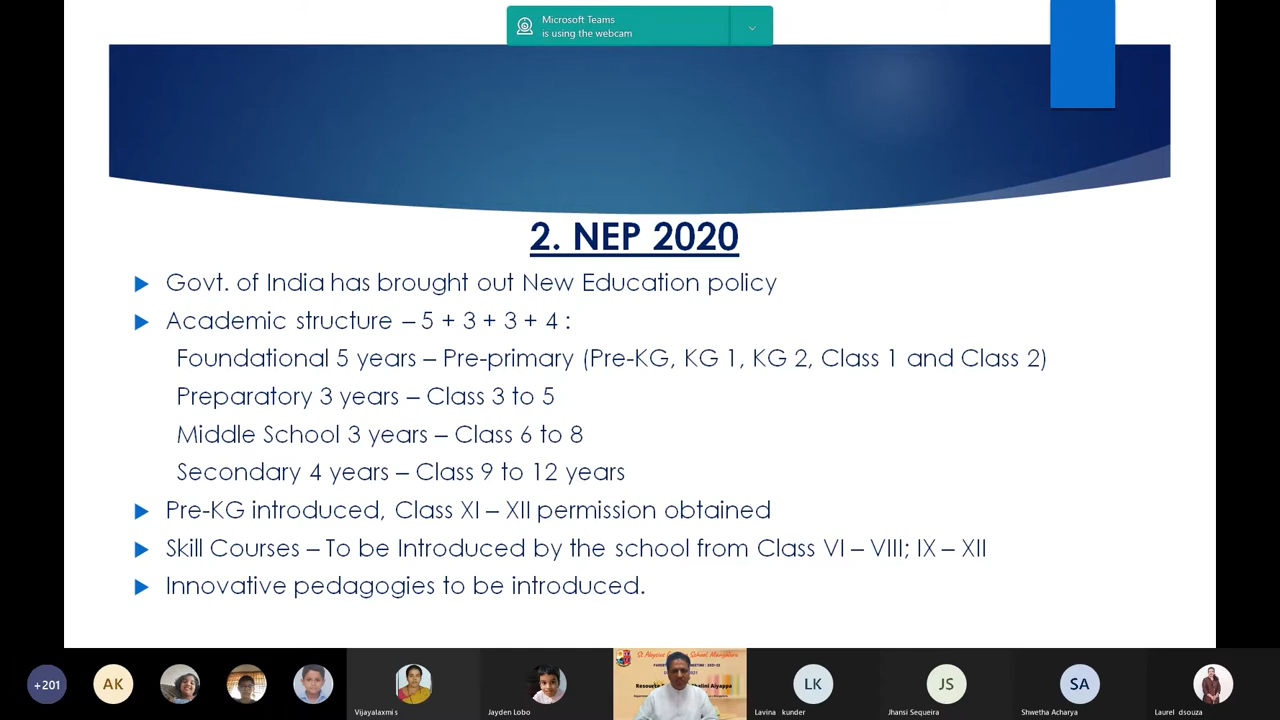 Microsoft Teams
is using the webcam
2. NEP 2020
Govt. of India has brought out New Education policy
Academic structure – 5 + 3 + 3 + 4 :
Foundational 5 years – Pre-primary (Pre-KG, KG 1, KG 2, Class 1 and Class 2)
Preparatory 3 years – Class 3 to 5
Middle School 3 years – Class 6 to 8
Secondary 4 years – Class 9 to 12 years
Pre-KG introduced, Class XI – XII permission obtained
Skill Courses – To be Introduced by the school from Class VI – VIII; IX – XII
Innovative pedagogies to be introduced.
St Aloysius School
+201 AK LK JS SA
Vijayalaxmi s Jayden Lobo Lavina kunder Jhansi Sequeira Shwetha Acharya Laurel dsouza